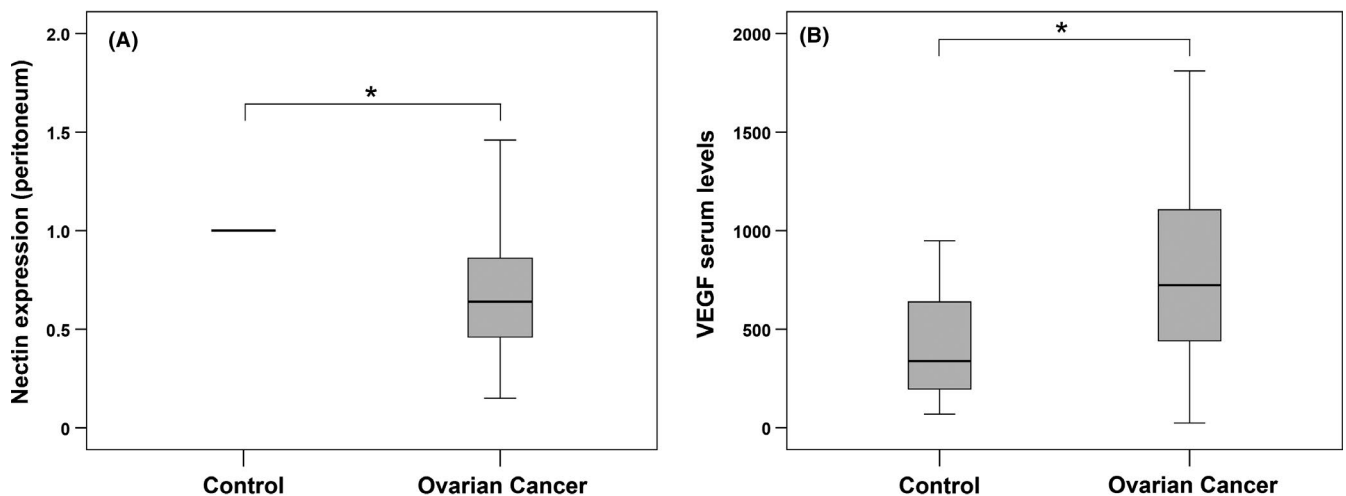 (A)
Nectin expression (peritoneum)
2.0
1.5
1.0
0.5
0
*
Control
Ovarian Cancer
(B)
VEGF serum levels
2000
1500
1000
500
0
*
Control
Ovarian Cancer